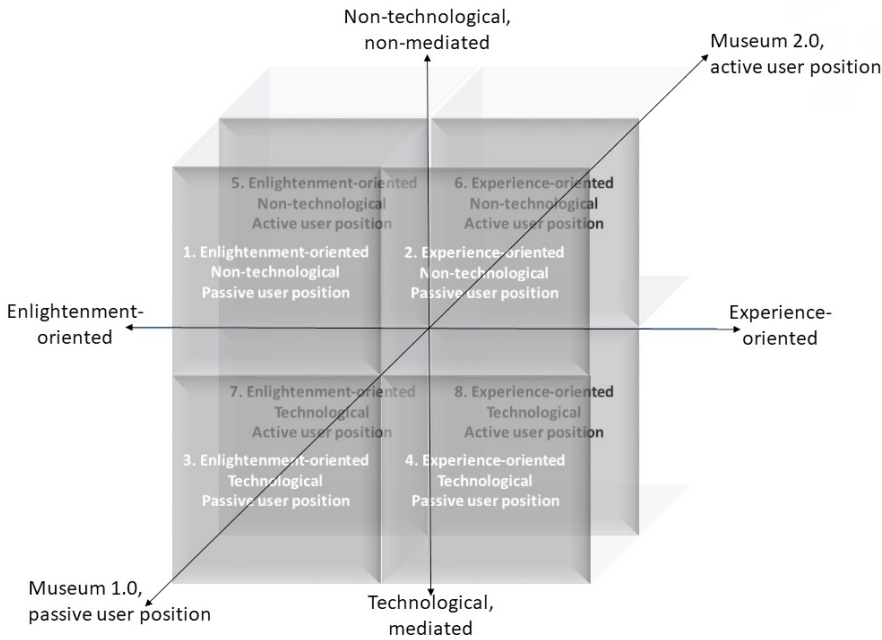 Non-technological,
non-mediated
Museum 2.0,
active user position
5. Enlightenment-oriented
Non-technological
Active user position
6. Experience-oriented
Non-technological
Active user position
1. Enlightenment-oriented
Non-technological
Passive user position
2. Experience-oriented
Non-technological
Passive user position
Enlightenment-
oriented
Experience-
oriented
7. Enlightenment-oriented
Technological
Active user position
8. Experience-oriented
Technological
Active user position
3. Enlightenment-oriented
Technological
Passive user position
4. Experience-oriented
Technological
Passive user position
Museum 1.0,
passive user position
Technological,
mediated